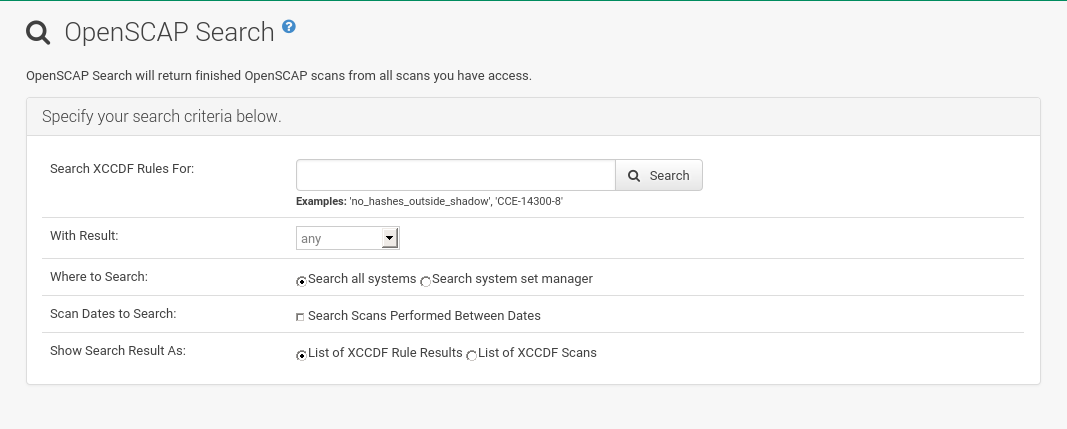 OpenSCAP Search ?
OpenSCAP Search will return finished OpenSCAP scans from all scans you have access.
Specify your search criteria below.
Search XCCDF Rules For:
Search
Examples: 'no_hashes_outside_shadow', 'CCE-14300-8'
With Result:
any
Where to Search:
Search all systems Search system set manager
Scan Dates to Search:
Search Scans Performed Between Dates
Show Search Result As:
List of XCCDF Rule Results List of XCCDF Scans